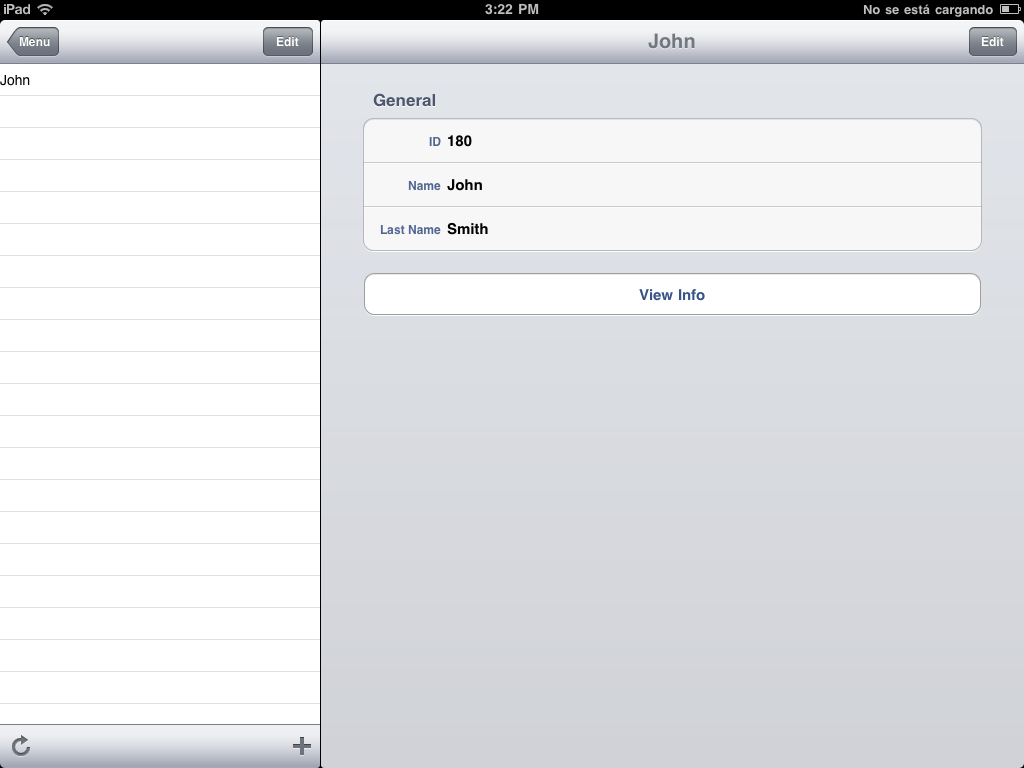 iPad 3:22 PM No se está cargando
Menu Edit John Edit
John
General
ID 180
Name John
Last Name Smith
View Info